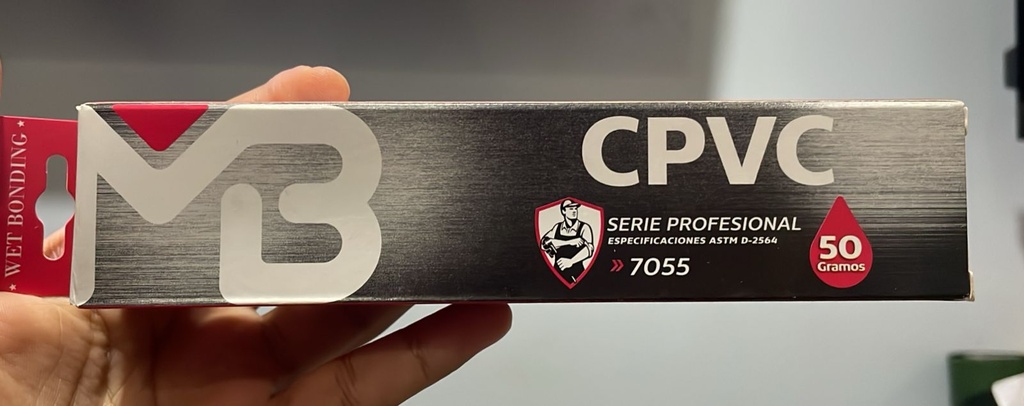 WET BONDING
MB
CPVC
SERIE PROFESIONAL
ESPECIFICACIONES ASTM D-2564
» 7055
50
Gramos